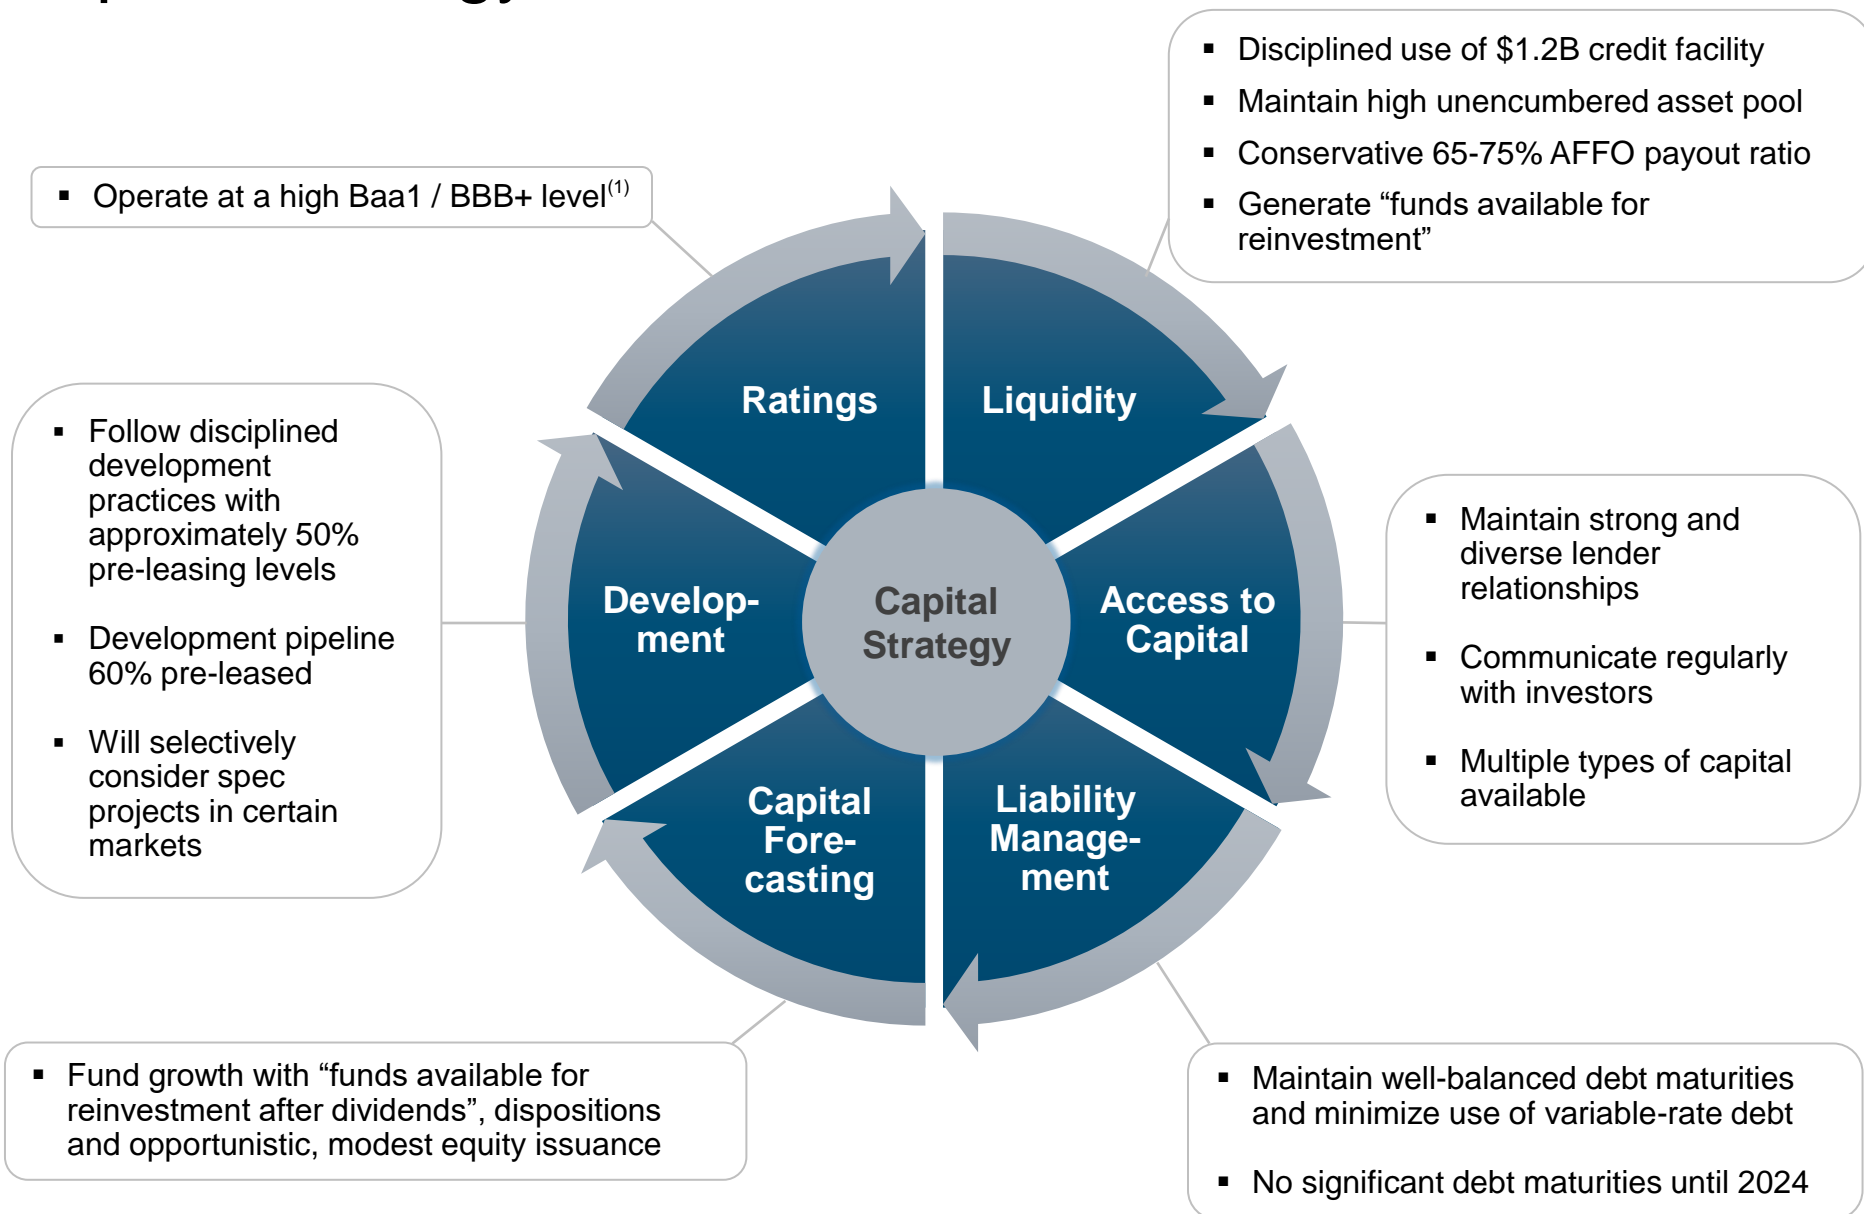 ▪ Disciplined use of $1.2B credit facility
▪ Maintain high unencumbered asset pool
▪ Conservative 65-75% AFFO payout ratio
▪ Generate “funds available for
reinvestment”
▪ Operate at a high Baa1 / BBB+ level(1)
Ratings
Liquidity
▪ Follow disciplined
development
practices with
approximately 50%
pre-leasing levels
▪ Development pipeline
60% pre-leased
▪ Will selectively
consider spec
projects in certain
markets
Develop-
ment
Capital
Strategy
Access to
Capital
▪ Maintain strong and
diverse lender
relationships
▪ Communicate regularly
with investors
▪ Multiple types of capital
available
Capital
Fore-
casting
Liability
Manage-
ment
▪ Fund growth with “funds available for
reinvestment after dividends”, dispositions
and opportunistic, modest equity issuance
▪ Maintain well-balanced debt maturities
and minimize use of variable-rate debt
▪ No significant debt maturities until 2024